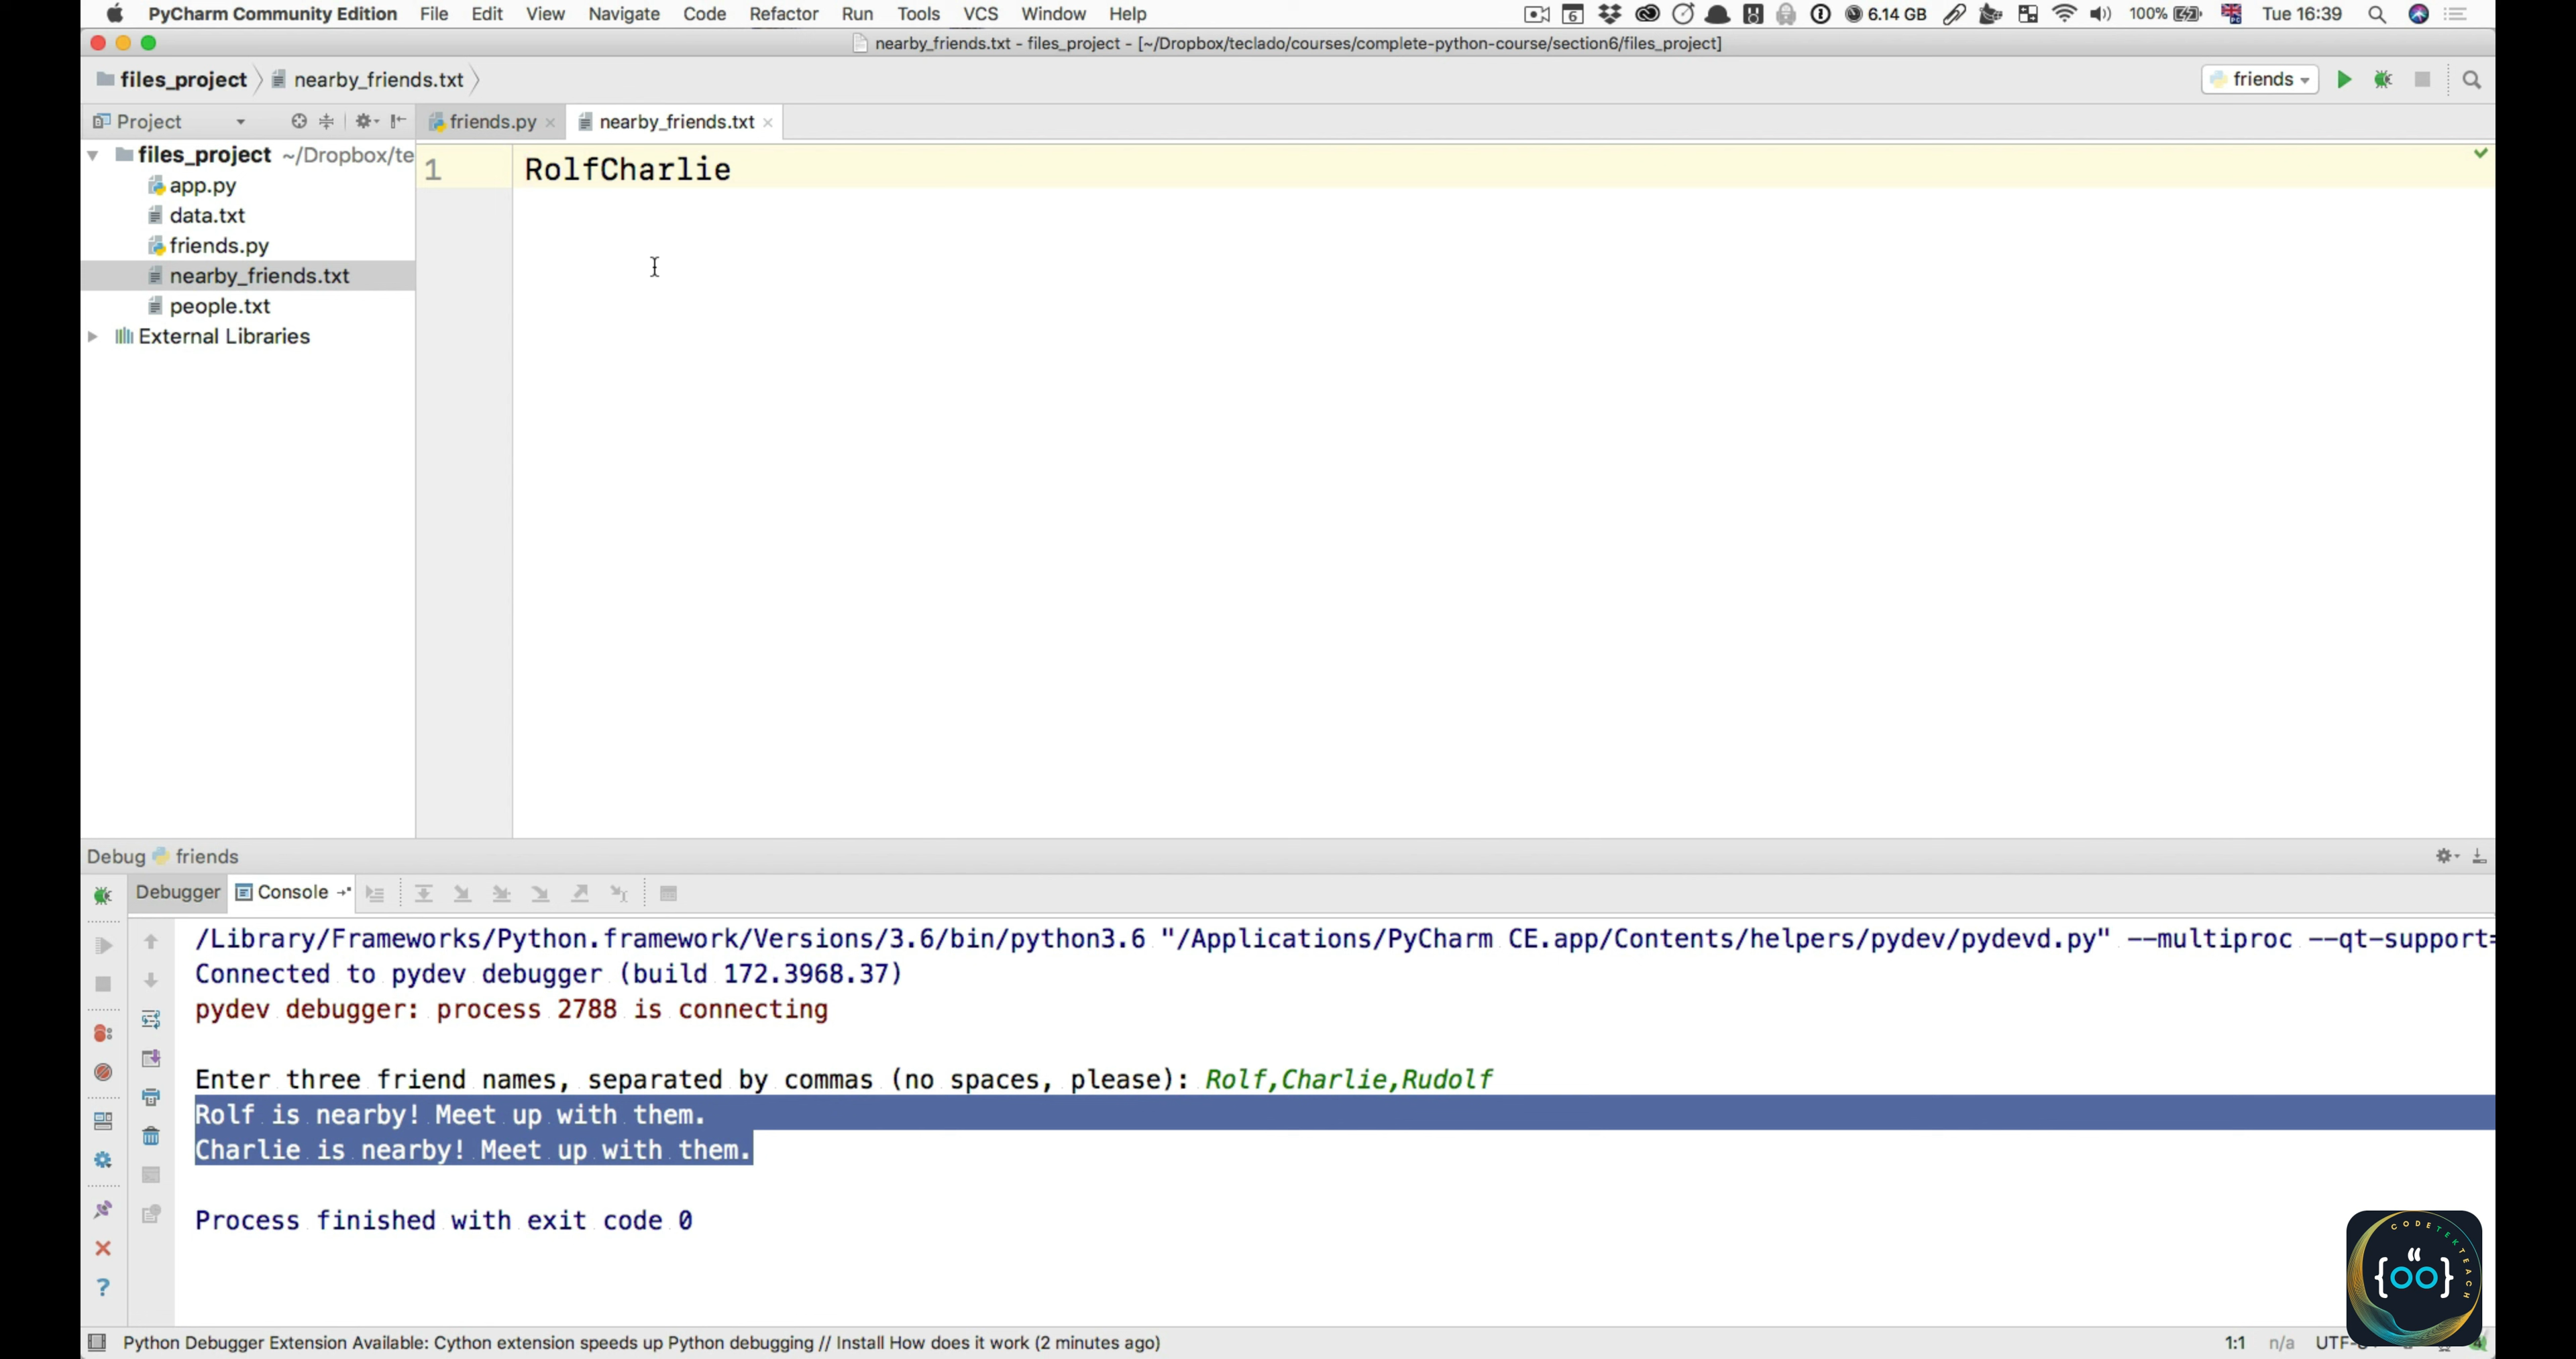 PyCharm Community Edition File Edit View Navigate Code Refactor Run Tools VCS Window Help 6 6.14 GB 100% Tue 16:39
nearby_friends.txt - files_project - [~/Dropbox/teclado/courses/complete-python-course/section6/files_project]
files_project nearby_friends.txt friends
Project friends.py nearby_friends.txt
files_project ~/Dropbox/te
1 RolfCharlie
app.py
data.txt
friends.py
nearby_friends.txt
people.txt
External Libraries
Debug friends
Debugger Console
/Library/Frameworks/Python.framework/Versions/3.6/bin/python3.6 "/Applications/PyCharm CE.app/Contents/helpers/pydev/pydevd.py" --multiproc --qt-support=
Connected to pydev debugger (build 172.3968.37)
pydev debugger: process 2788 is connecting
Enter three friend names, separated by commas (no spaces, please): Rolf,Charlie,Rudolf
Rolf is nearby! Meet up with them.
Charlie is nearby! Meet up with them.
Process finished with exit code 0
CODETEKTEACH
Python Debugger Extension Available: Cython extension speeds up Python debugging // Install How does it work (2 minutes ago) 1:1 n/a